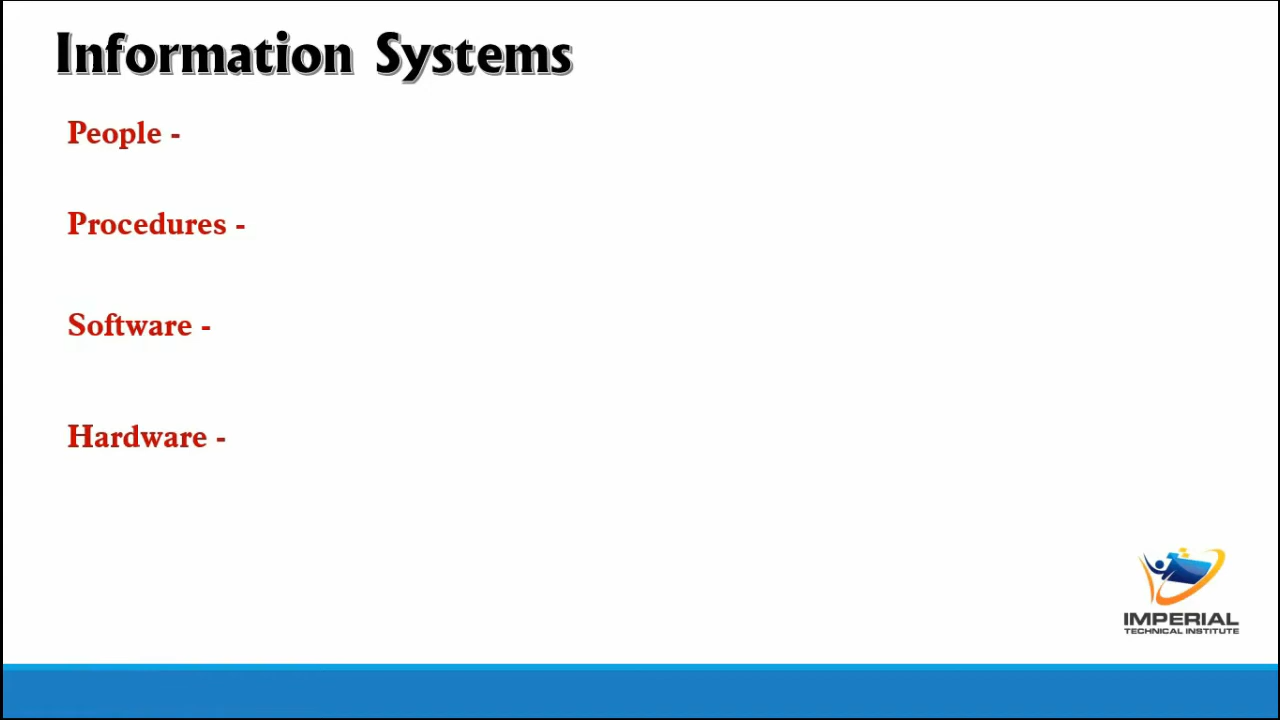 Information Systems
People -
Procedures -
Software -
Hardware -
IMPERIAL
TECHNICAL INSTITUTE